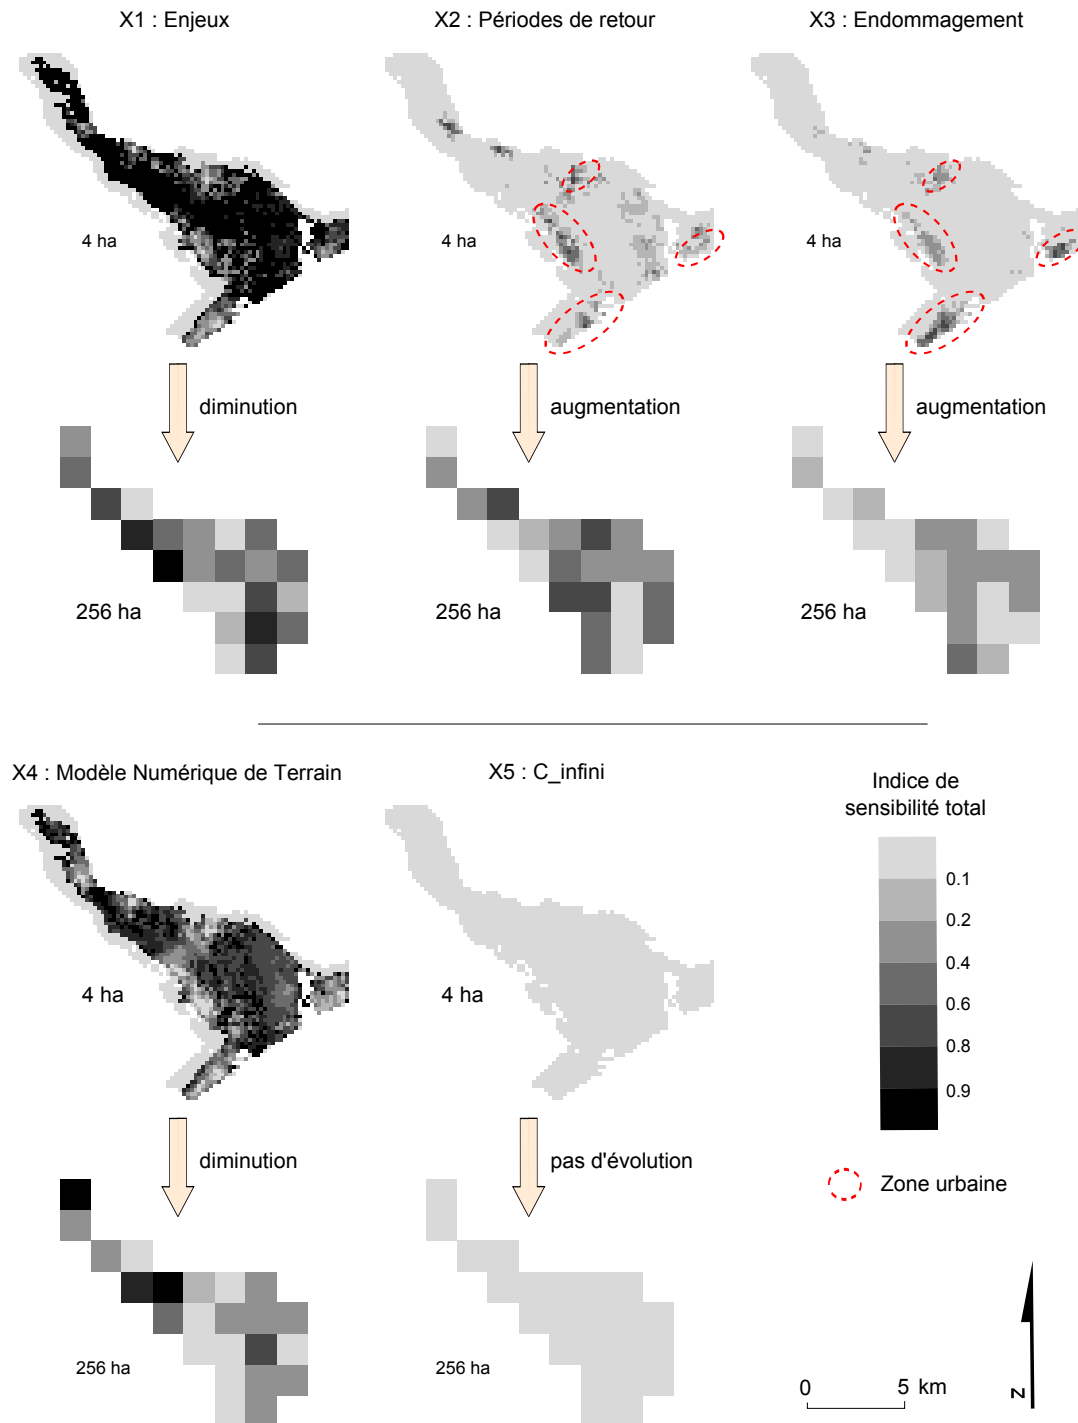 X1 : Enjeux
X2 : Périodes de retour
X3 : Endommagement
4 ha
4 ha
4 ha
diminution
augmentation
augmentation
256 ha
256 ha
256 ha
X4 : Modèle Numérique de Terrain
X5 : C_infini
Indice de
sensibilité total
0.1
0.2
0.4
0.6
0.8
0.9
4 ha
4 ha
diminution
pas d'évolution
Zone urbaine
256 ha
256 ha
0
5 km
N